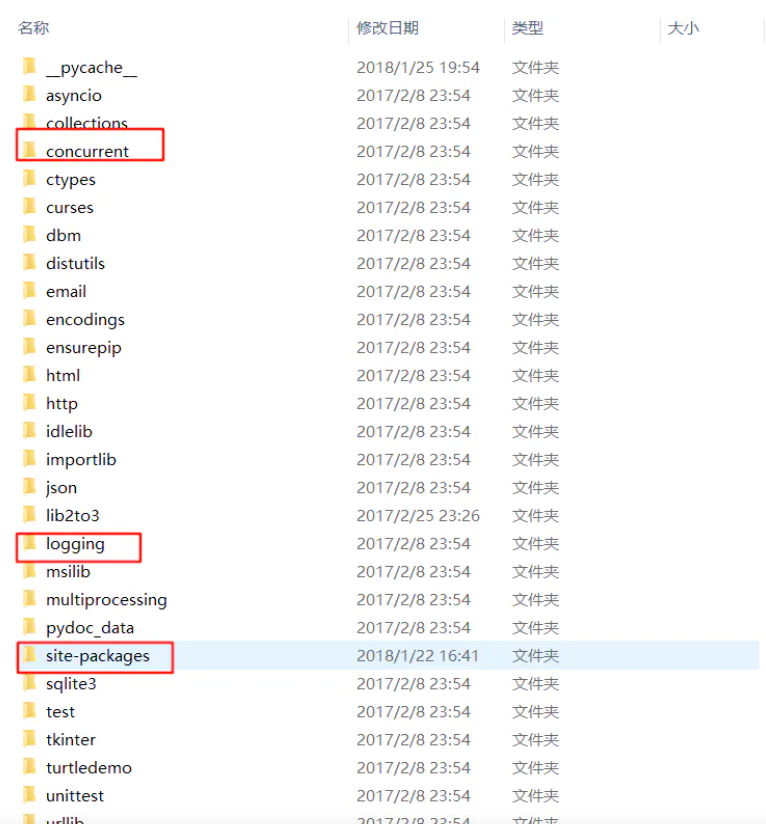 名称 修改日期 类型 大小
__pycache__ 2018/1/25 19:54 文件夹
asyncio 2017/2/8 23:54 文件夹
collections 2017/2/8 23:54 文件夹
concurrent 2017/2/8 23:54 文件夹
ctypes 2017/2/8 23:54 文件夹
curses 2017/2/8 23:54 文件夹
dbm 2017/2/8 23:54 文件夹
distutils 2017/2/8 23:54 文件夹
email 2017/2/8 23:54 文件夹
encodings 2017/2/8 23:54 文件夹
ensurepip 2017/2/8 23:54 文件夹
html 2017/2/8 23:54 文件夹
http 2017/2/8 23:54 文件夹
idlelib 2017/2/8 23:54 文件夹
importlib 2017/2/8 23:54 文件夹
json 2017/2/8 23:54 文件夹
lib2to3 2017/2/25 23:26 文件夹
logging 2017/2/8 23:54 文件夹
msilib 2017/2/8 23:54 文件夹
multiprocessing 2017/2/8 23:54 文件夹
pydoc_data 2017/2/8 23:54 文件夹
site-packages 2018/1/22 16:41 文件夹
sqlite3 2017/2/8 23:54 文件夹
test 2017/2/8 23:54 文件夹
tkinter 2017/2/8 23:54 文件夹
turtledemo 2017/2/8 23:54 文件夹
unittest 2017/2/8 23:54 文件夹
urllib 2017/2/8 23:54 文件夹